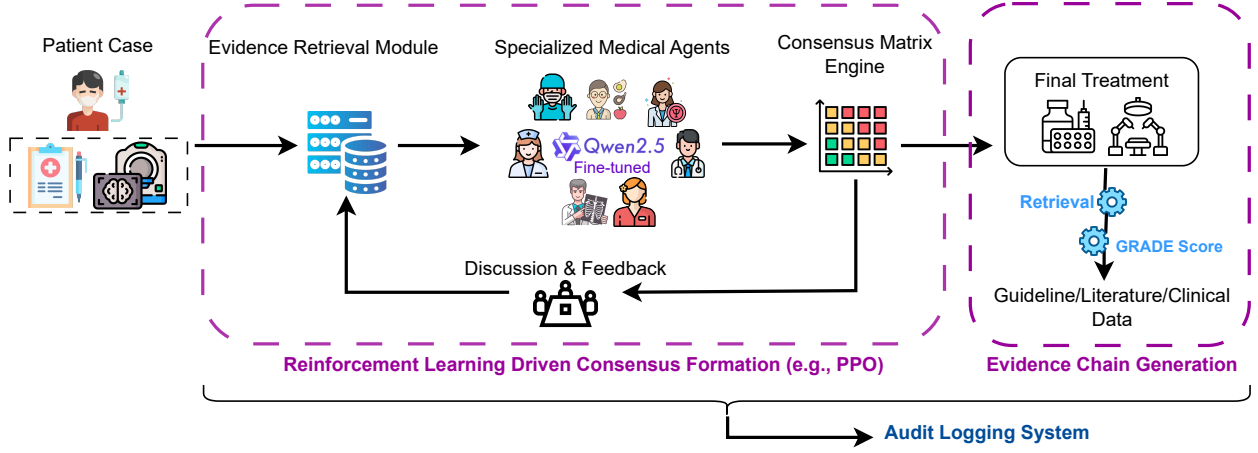 Patient Case
Evidence Retrieval Module
Specialized Medical Agents
Consensus Matrix
Engine
Final Treatment
Qwen2.5
Fine-tuned
Retrieval
GRADE Score
Discussion & Feedback
Guideline/Literature/Clinical
Data
Reinforcement Learning Driven Consensus Formation (e.g., PPO)
Evidence Chain Generation
Audit Logging System